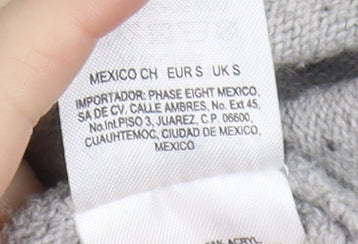 MEXICO CH EUR S UK S
IMPORTADOR: PHASE EIGHT MEXICO,
SA DE CV, CALLE AMBRES, No. Ext 45,
No.Int.PISO 3, JUAREZ, C.P. 06600,
CUAUHTEMOC, CIUDAD DE MEXICO,
MEXICO
ACRYL